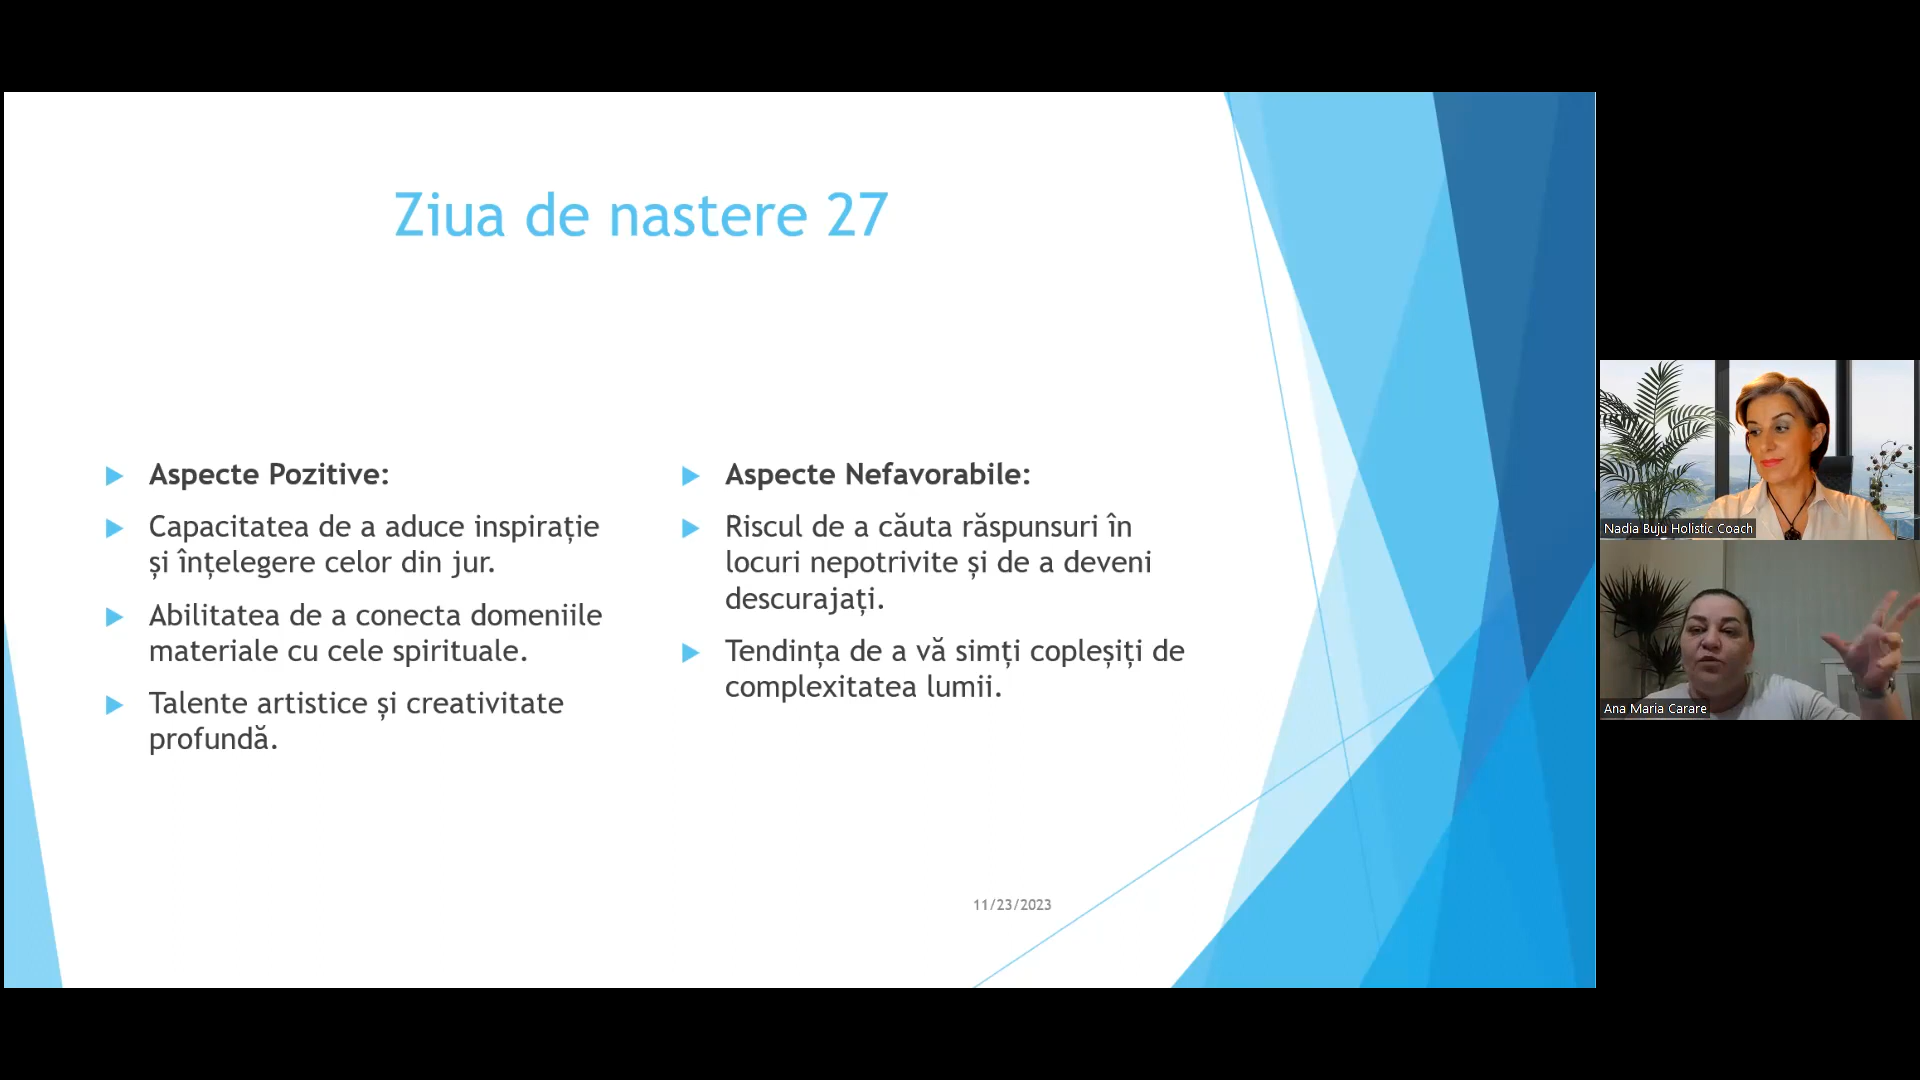 Ziua de nastere 27
Aspecte Pozitive:
Capacitatea de a aduce inspirație
și înțelegere celor din jur.
Abilitatea de a conecta domeniile
materiale cu cele spirituale.
Talente artistice și creativitate
profundă.
Aspecte Nefavorabile:
Riscul de a căuta răspunsuri în
locuri nepotrivite și de a deveni
descurajați.
Tendința de a vă simți copleșiți de
complexitatea lumii.
11/23/2023
Nadia Buju Holistic Coach
Ana Maria Carare